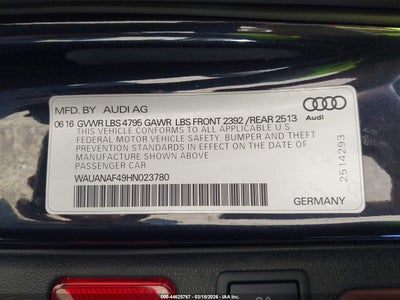 MFD. BY AUDI AG
06 16 GVWR LBS 4795 GAWR LBS FRONT 2392 /REAR 2513
THIS VEHICLE CONFORMS TO ALL APPLICABLE U.S.
FEDERAL MOTOR VEHICLE SAFETY, BUMPER AND THEFT
PREVENTION STANDARDS IN EFFECT ON THE DATE OF
MANUFACTURE SHOWN ABOVE.
PASSENGER CAR
WAUANAF49HN023780
Audi
2514293
GERMANY
000-44625767 - 03/18/2026 - IAA, Inc.